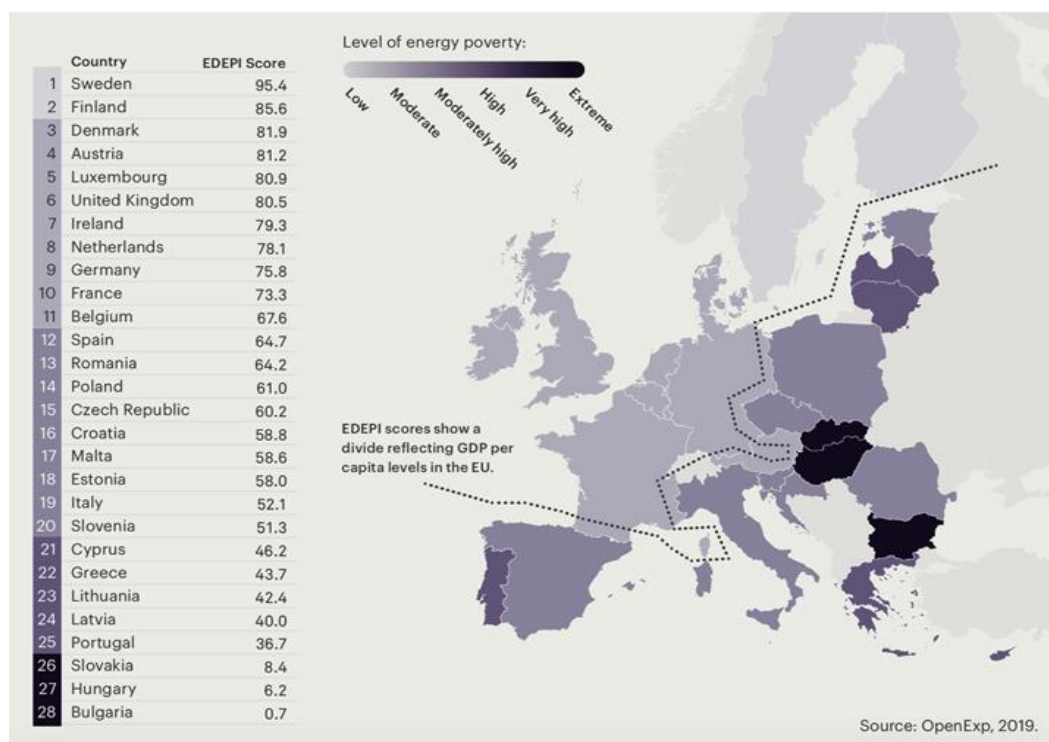 Country EDEPI Score
1 Sweden 95.4
2 Finland 85.6
3 Denmark 81.9
4 Austria 81.2
5 Luxembourg 80.9
6 United Kingdom 80.5
7 Ireland 79.3
8 Netherlands 78.1
9 Germany 75.8
10 France 73.3
11 Belgium 67.6
12 Spain 64.7
13 Romania 64.2
14 Poland 61.0
15 Czech Republic 60.2
16 Croatia 58.8
17 Malta 58.6
18 Estonia 58.0
19 Italy 52.1
20 Slovenia 51.3
21 Cyprus 46.2
22 Greece 43.7
23 Lithuania 42.4
24 Latvia 40.0
25 Portugal 36.7
26 Slovakia 8.4
27 Hungary 6.2
28 Bulgaria 0.7
Level of energy poverty:
Low
Moderate
Moderately high
High
Very high
Extreme
EDEPI scores show a
divide reflecting GDP per
capita levels in the EU.
Source: OpenExp, 2019.